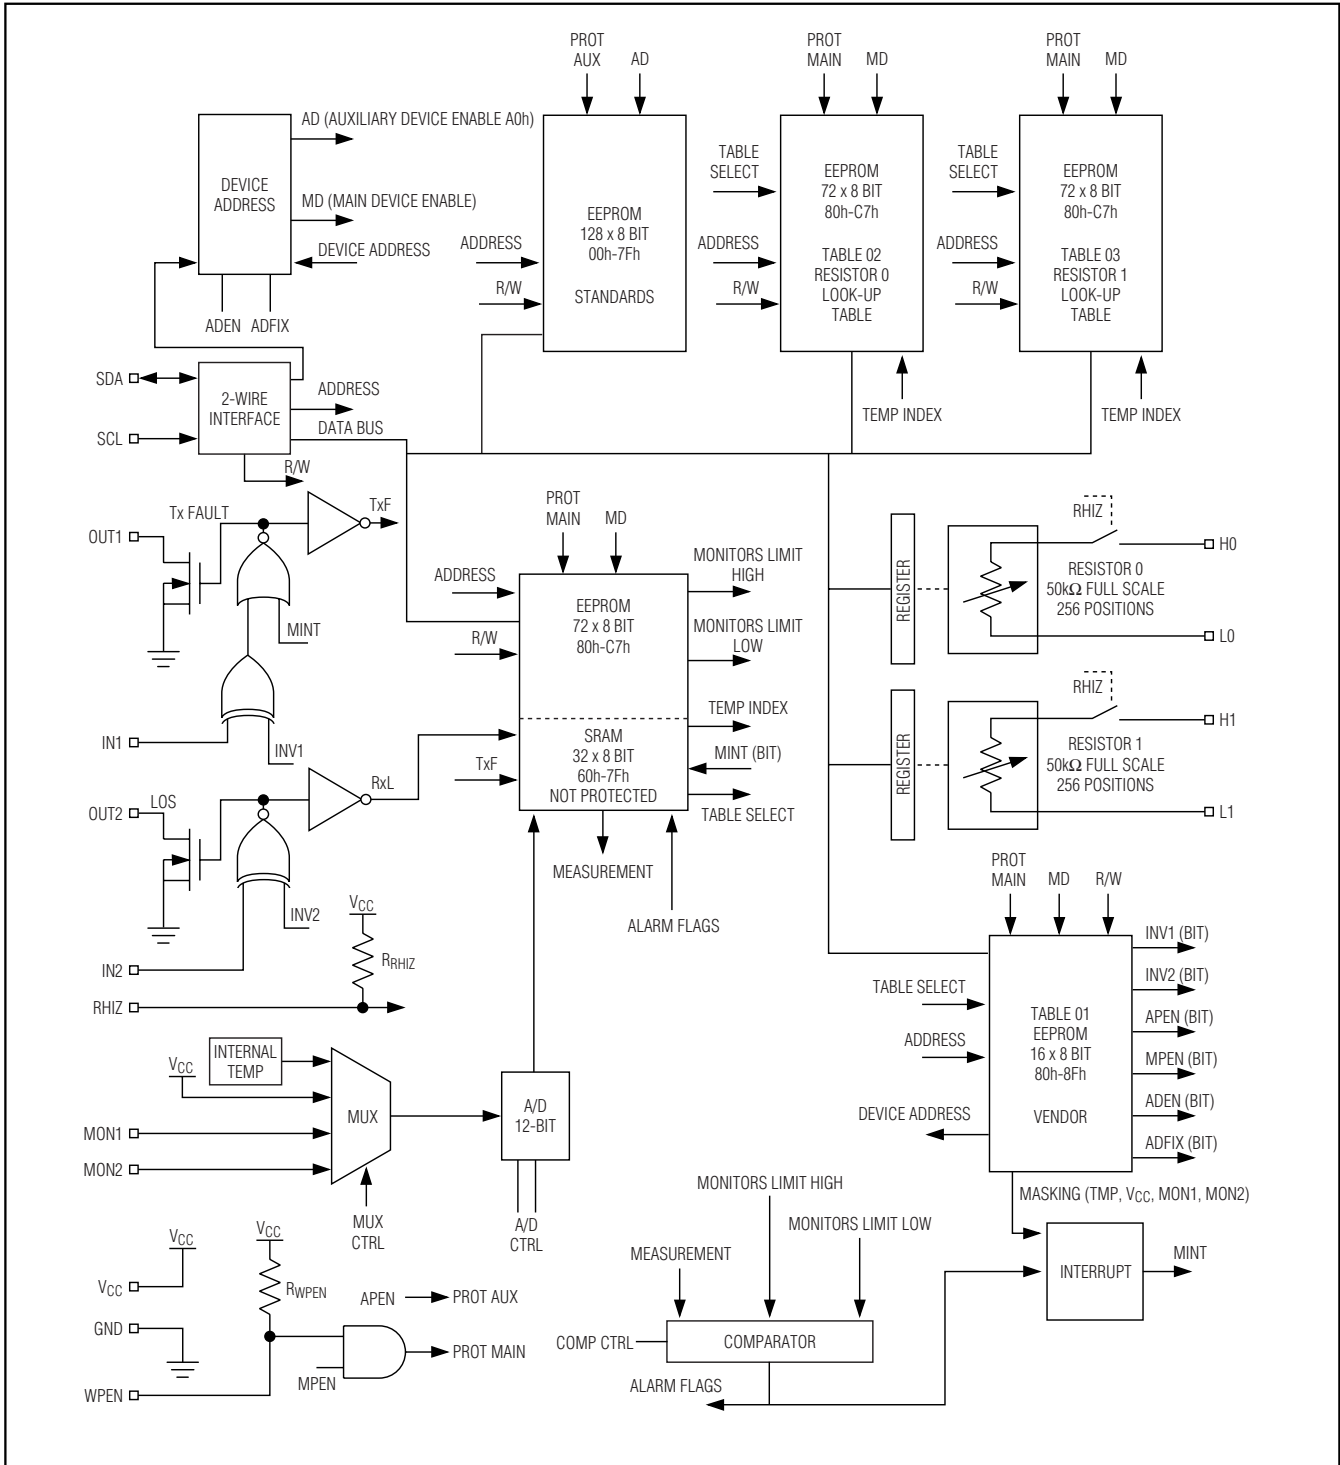 PROT
AUX
AD
PROT
MAIN
MD
PROT
MAIN
MD
AD (AUXILIARY DEVICE ENABLE A0h)
DEVICE
ADDRESS
MD (MAIN DEVICE ENABLE)
DEVICE ADDRESS
ADEN
ADFIX
ADDRESS
R/W
EEPROM
128 x 8 BIT
00h-7Fh
STANDARDS
TABLE
SELECT
ADDRESS
R/W
EEPROM
72 x 8 BIT
80h-C7h
TABLE 02
RESISTOR 0
LOOK-UP
TABLE
TEMP INDEX
TABLE
SELECT
ADDRESS
R/W
EEPROM
72 x 8 BIT
80h-C7h
TABLE 03
RESISTOR 1
LOOK-UP
TABLE
TEMP INDEX
SDA
SCL
2-WIRE
INTERFACE
ADDRESS
DATA BUS
R/W
Tx FAULT
TxF
OUT1
MINT
IN1
INV1
RxL
LOS
OUT2
INV2
IN2
VCC
RRHIZ
RHIZ
PROT
MAIN
MD
ADDRESS
R/W
EEPROM
72 x 8 BIT
80h-C7h
SRAM
32 x 8 BIT
60h-7Fh
NOT PROTECTED
TxF
MONITORS LIMIT
HIGH
MONITORS LIMIT
LOW
TEMP INDEX
MINT (BIT)
TABLE SELECT
MEASUREMENT
ALARM FLAGS
REGISTER
RHIZ
RESISTOR 0
50kΩ FULL SCALE
256 POSITIONS
H0
L0
REGISTER
RHIZ
RESISTOR 1
50kΩ FULL SCALE
256 POSITIONS
H1
L1
PROT
MAIN
MD
R/W
TABLE SELECT
ADDRESS
DEVICE ADDRESS
TABLE 01
EEPROM
16 x 8 BIT
80h-8Fh
VENDOR
INV1 (BIT)
INV2 (BIT)
APEN (BIT)
MPEN (BIT)
ADEN (BIT)
ADFIX (BIT)
MASKING (TMP, VCC, MON1, MON2)
INTERRUPT
MINT
INTERNAL
TEMP
VCC
MON1
MON2
MUX
MUX
CTRL
A/D
12-BIT
A/D
CTRL
VCC
VCC
GND
WPEN
VCC
RWPEN
APEN
PROT AUX
MPEN
PROT MAIN
MONITORS LIMIT HIGH
MONITORS LIMIT LOW
MEASUREMENT
COMP CTRL
COMPARATOR
ALARM FLAGS